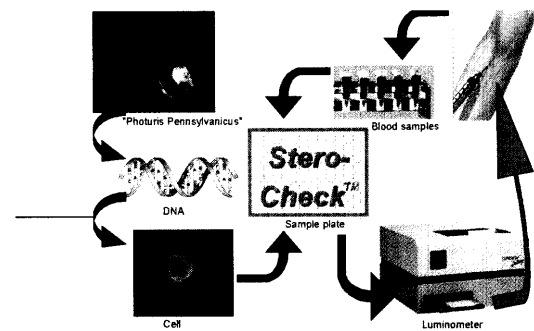 "Photuris Pennsylvanicus"
Blood samples
Stero-
Check™
DNA
Sample plate
Cell
Luminometer